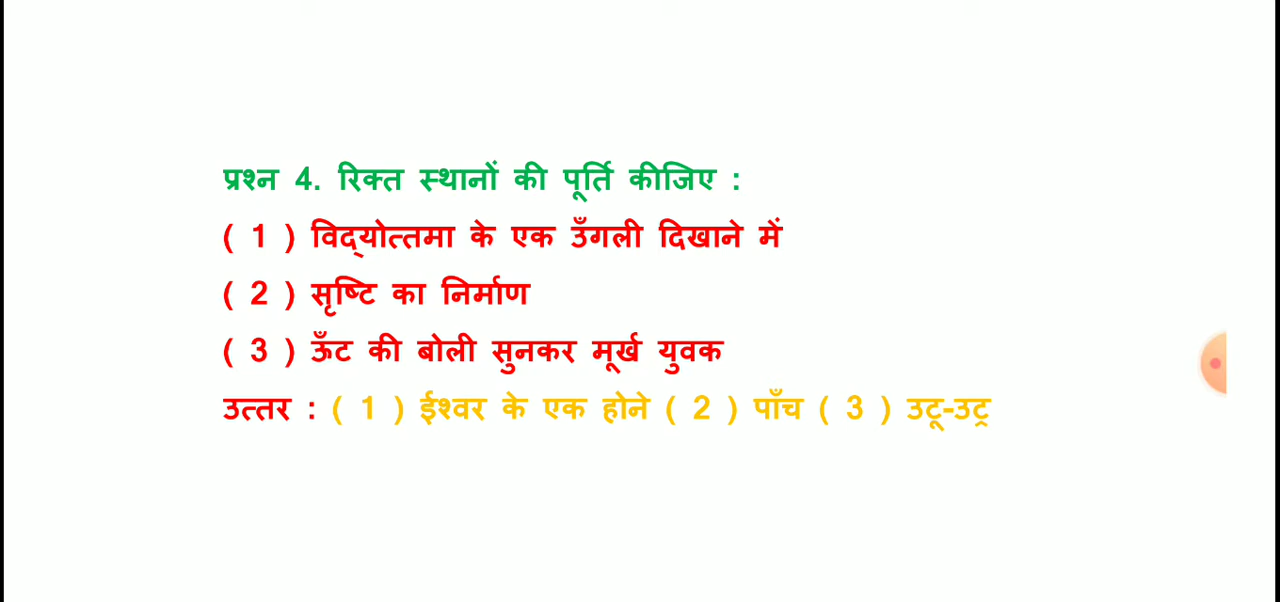 प्रश्न 4. रिक्त स्थानों की पूर्ति कीजिए :
( 1 ) विद्योत्तमा के एक उँगली दिखाने में
( 2 ) सृष्टि का निर्माण
( 3 ) ऊँट की बोली सुनकर मूर्ख युवक
उत्तर : ( 1 ) ईश्वर के एक होने ( 2 ) पाँच ( 3 ) उटू-उट्र